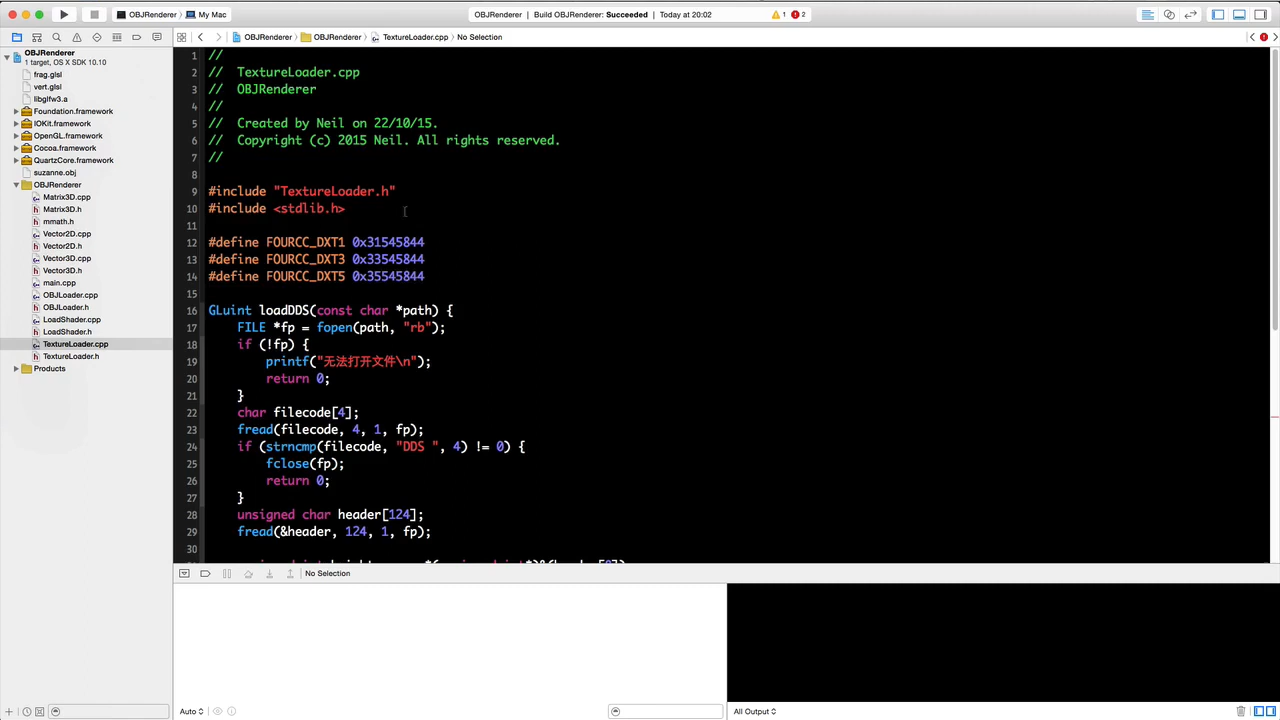 OBJRenderer
My Mac
OBJRenderer | Build OBJRenderer: Succeeded | Today at 20:02
1
2
OBJRenderer
OBJRenderer
TextureLoader.cpp
No Selection
OBJRenderer
1 target, OS X SDK 10.10
frag.glsl
vert.glsl
libglfw3.a
Foundation.framework
IOKit.framework
OpenGL.framework
Cocoa.framework
QuartzCore.framework
suzanne.obj
OBJRenderer
Matrix3D.cpp
Matrix3D.h
mmath.h
Vector2D.cpp
Vector2D.h
Vector3D.cpp
Vector3D.h
main.cpp
OBJLoader.cpp
OBJLoader.h
LoadShader.cpp
LoadShader.h
TextureLoader.cpp
TextureLoader.h
Products
1 //
2 //  TextureLoader.cpp
3 //  OBJRenderer
4 //
5 //  Created by Neil on 22/10/15.
6 //  Copyright (c) 2015 Neil. All rights reserved.
7 //
8
9 #include "TextureLoader.h"
10 #include <stdlib.h>
11
12 #define FOURCC_DXT1 0x31545844
13 #define FOURCC_DXT3 0x33545844
14 #define FOURCC_DXT5 0x35545844
15
16 GLuint loadDDS(const char *path) {
17     FILE *fp = fopen(path, "rb");
18     if (!fp) {
19         printf("无法打开文件\n");
20         return 0;
21     }
22     char filecode[4];
23     fread(filecode, 4, 1, fp);
24     if (strncmp(filecode, "DDS ", 4) != 0) {
25         fclose(fp);
26         return 0;
27     }
28     unsigned char header[124];
29     fread(&header, 124, 1, fp);
30
No Selection
Auto
All Output